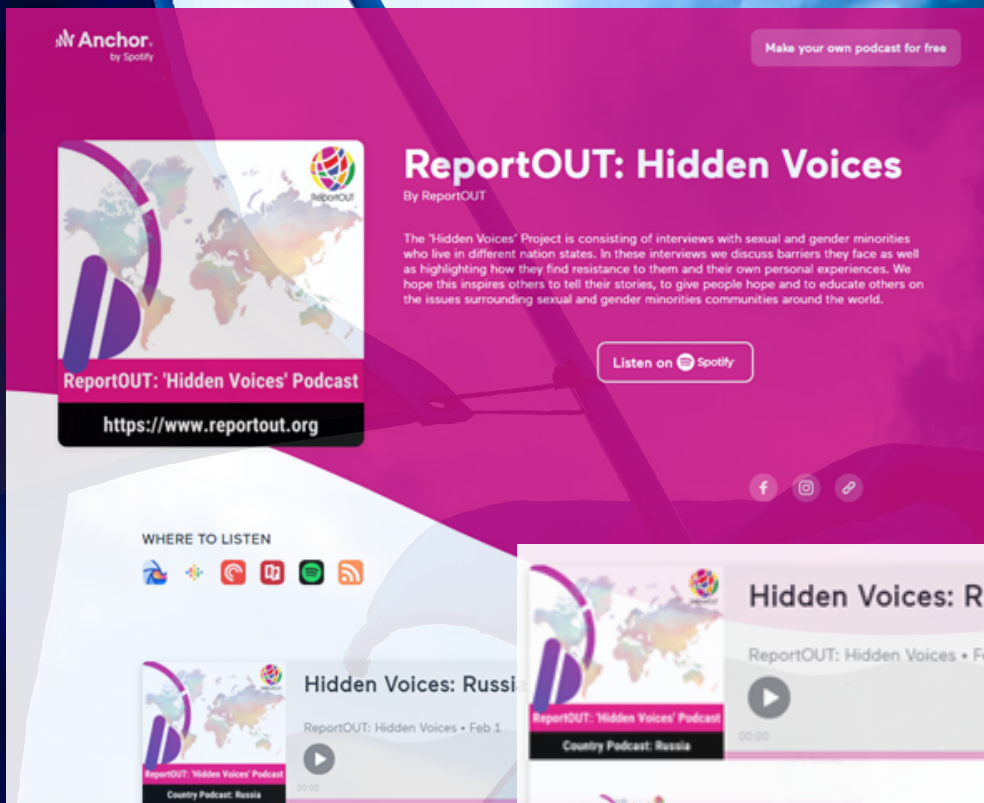 Anchor
by Spotify
Make your own podcast for free
ReportOUT
ReportOUT: 'Hidden Voices' Podcast
https://www.reportout.org
ReportOUT: Hidden Voices
By ReportOUT
The 'Hidden Voices' Project is consisting of interviews with sexual and gender minorities
who live in different nation states. In these interviews we discuss barriers they face as well
as highlighting how they find resistance to them and their own personal experiences. We
hope this inspires others to tell their stories, to give people hope and to educate others on
the issues surrounding sexual and gender minorities communities around the world.
Listen on Spotify
WHERE TO LISTEN
ReportOUT: 'Hidden Voices' Podcast
Country Podcast: Russia
Hidden Voices: Russia
ReportOUT: Hidden Voices • Feb 1
00:00
ReportOUT: 'Hidden Voices' Podcast
Country Podcast: Russia
Hidden Voices: R
ReportOUT: Hidden Voices • Fe
00:00